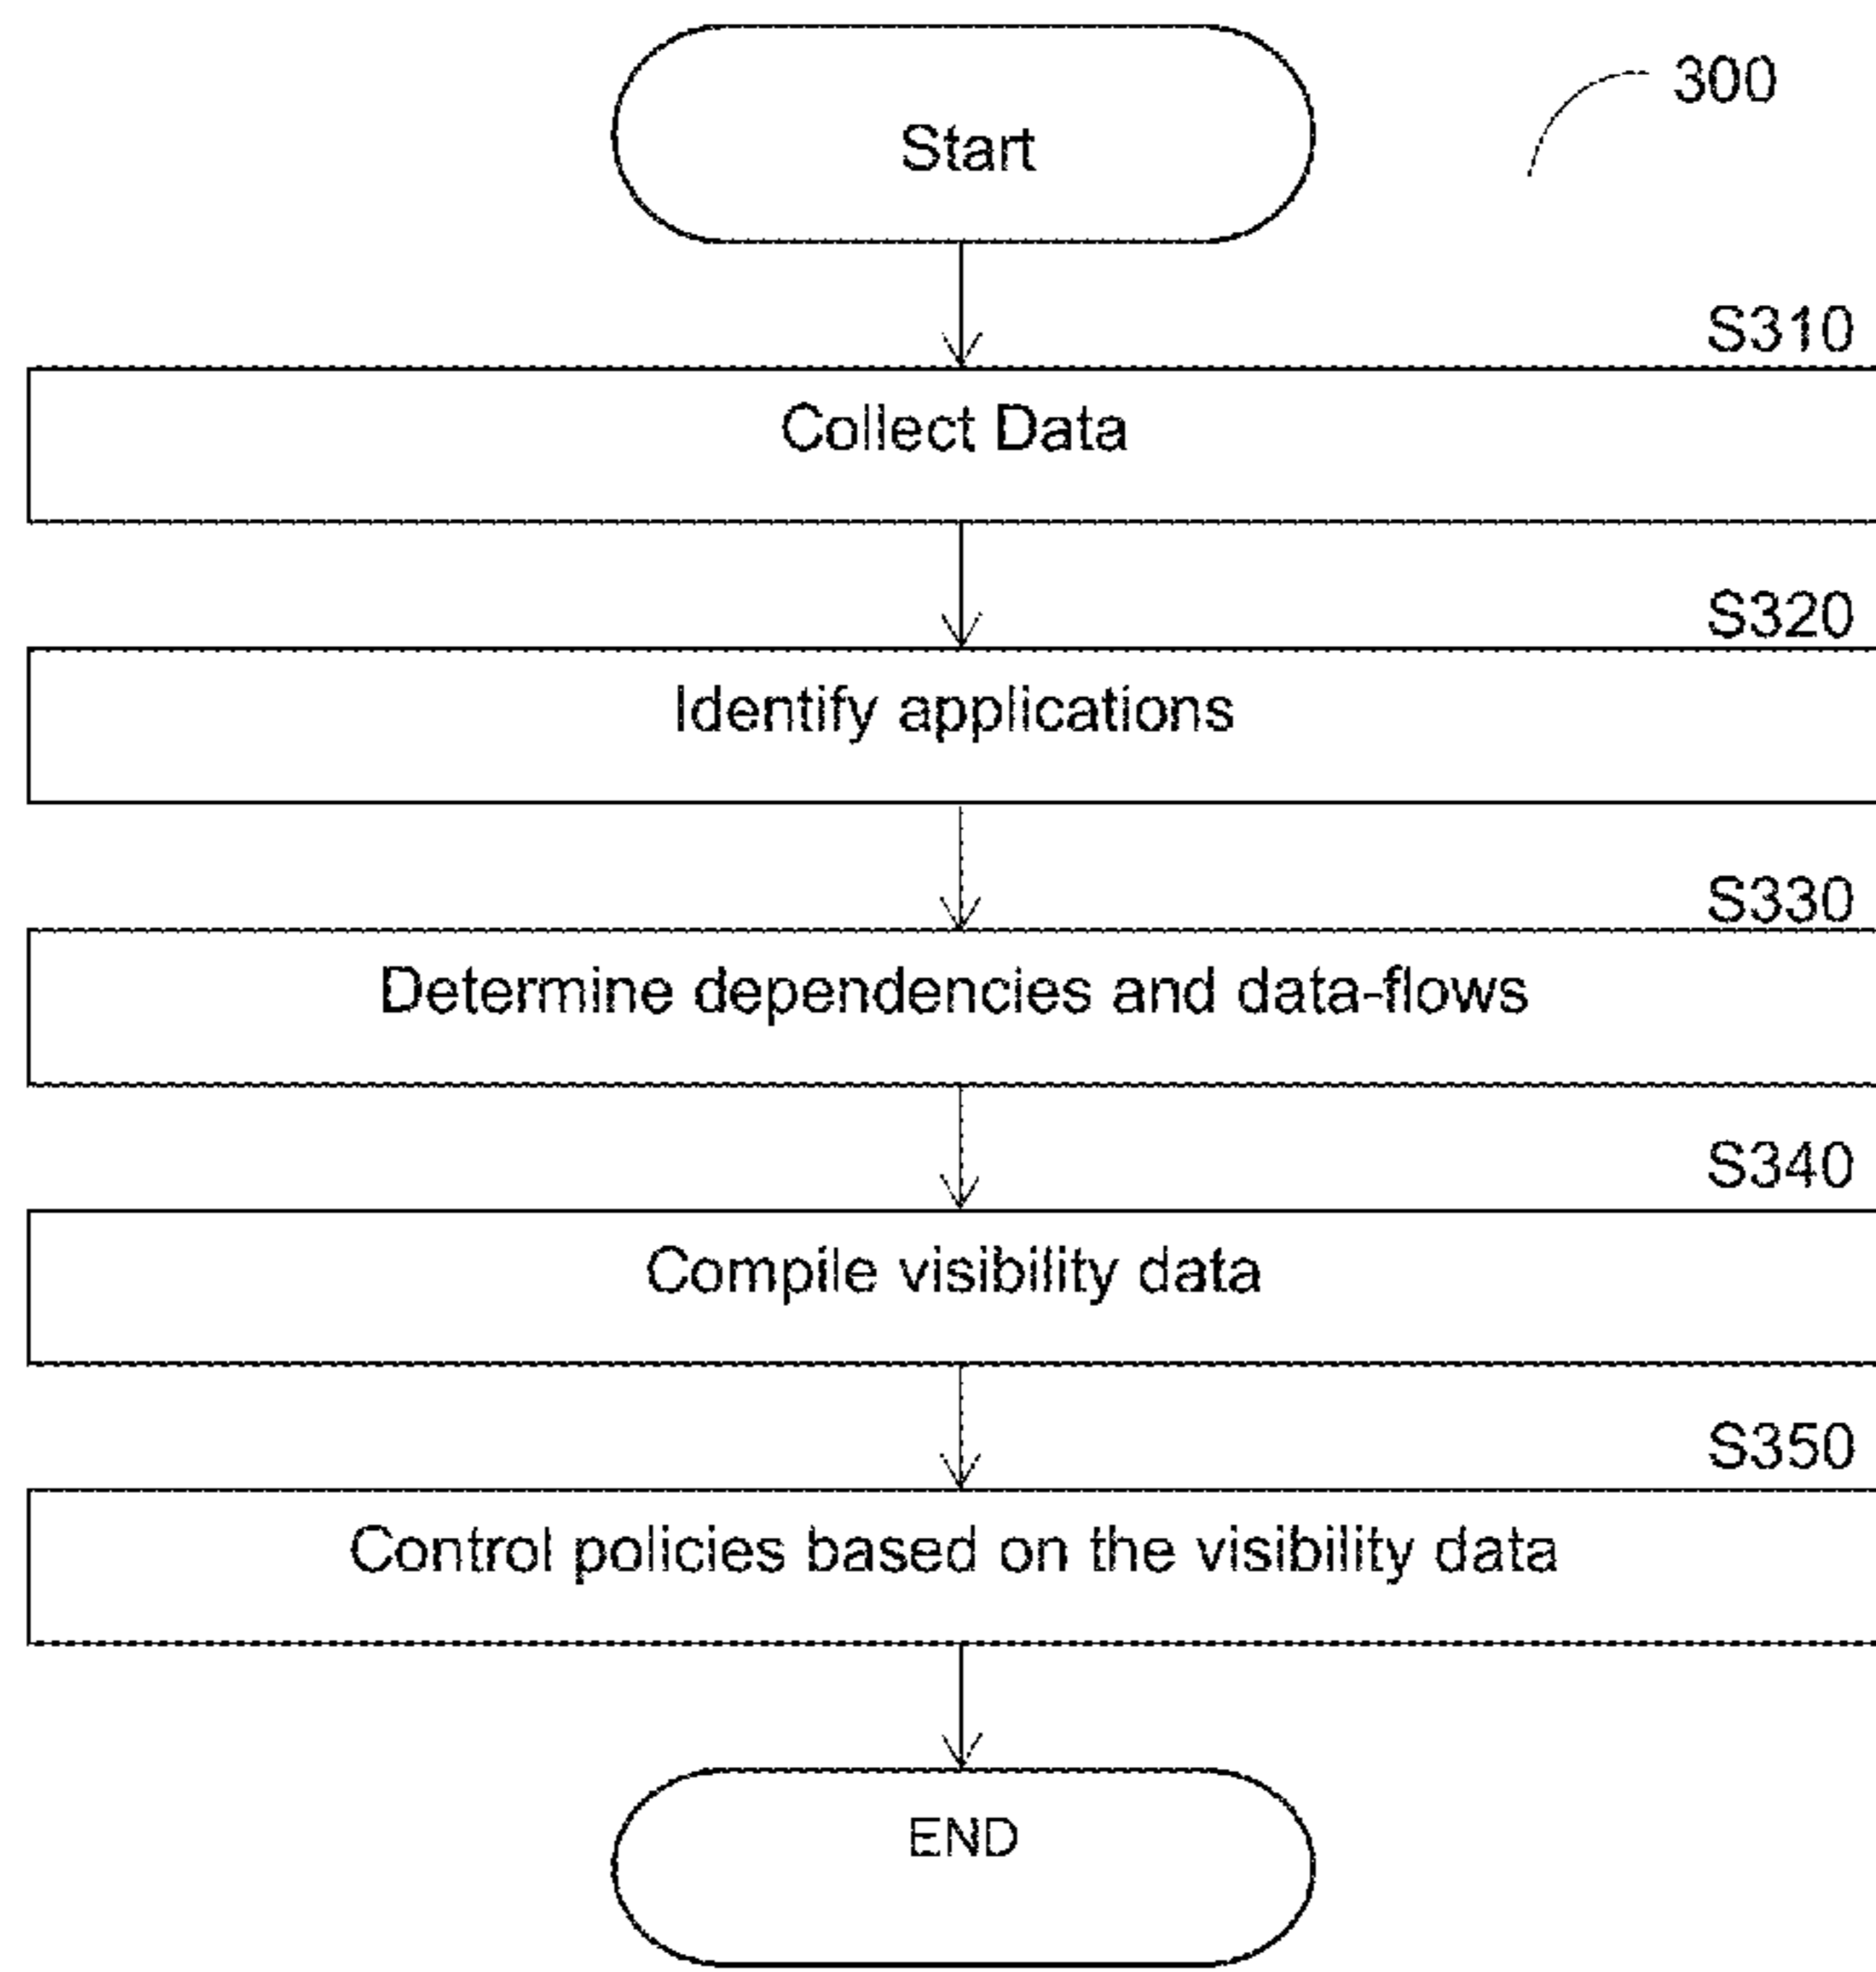 Start
300
S310
Collect Data
S320
Identify applications
S330
Determine dependencies and data-flows
S340
Compile visibility data
S350
Control policies based on the visibility data
END